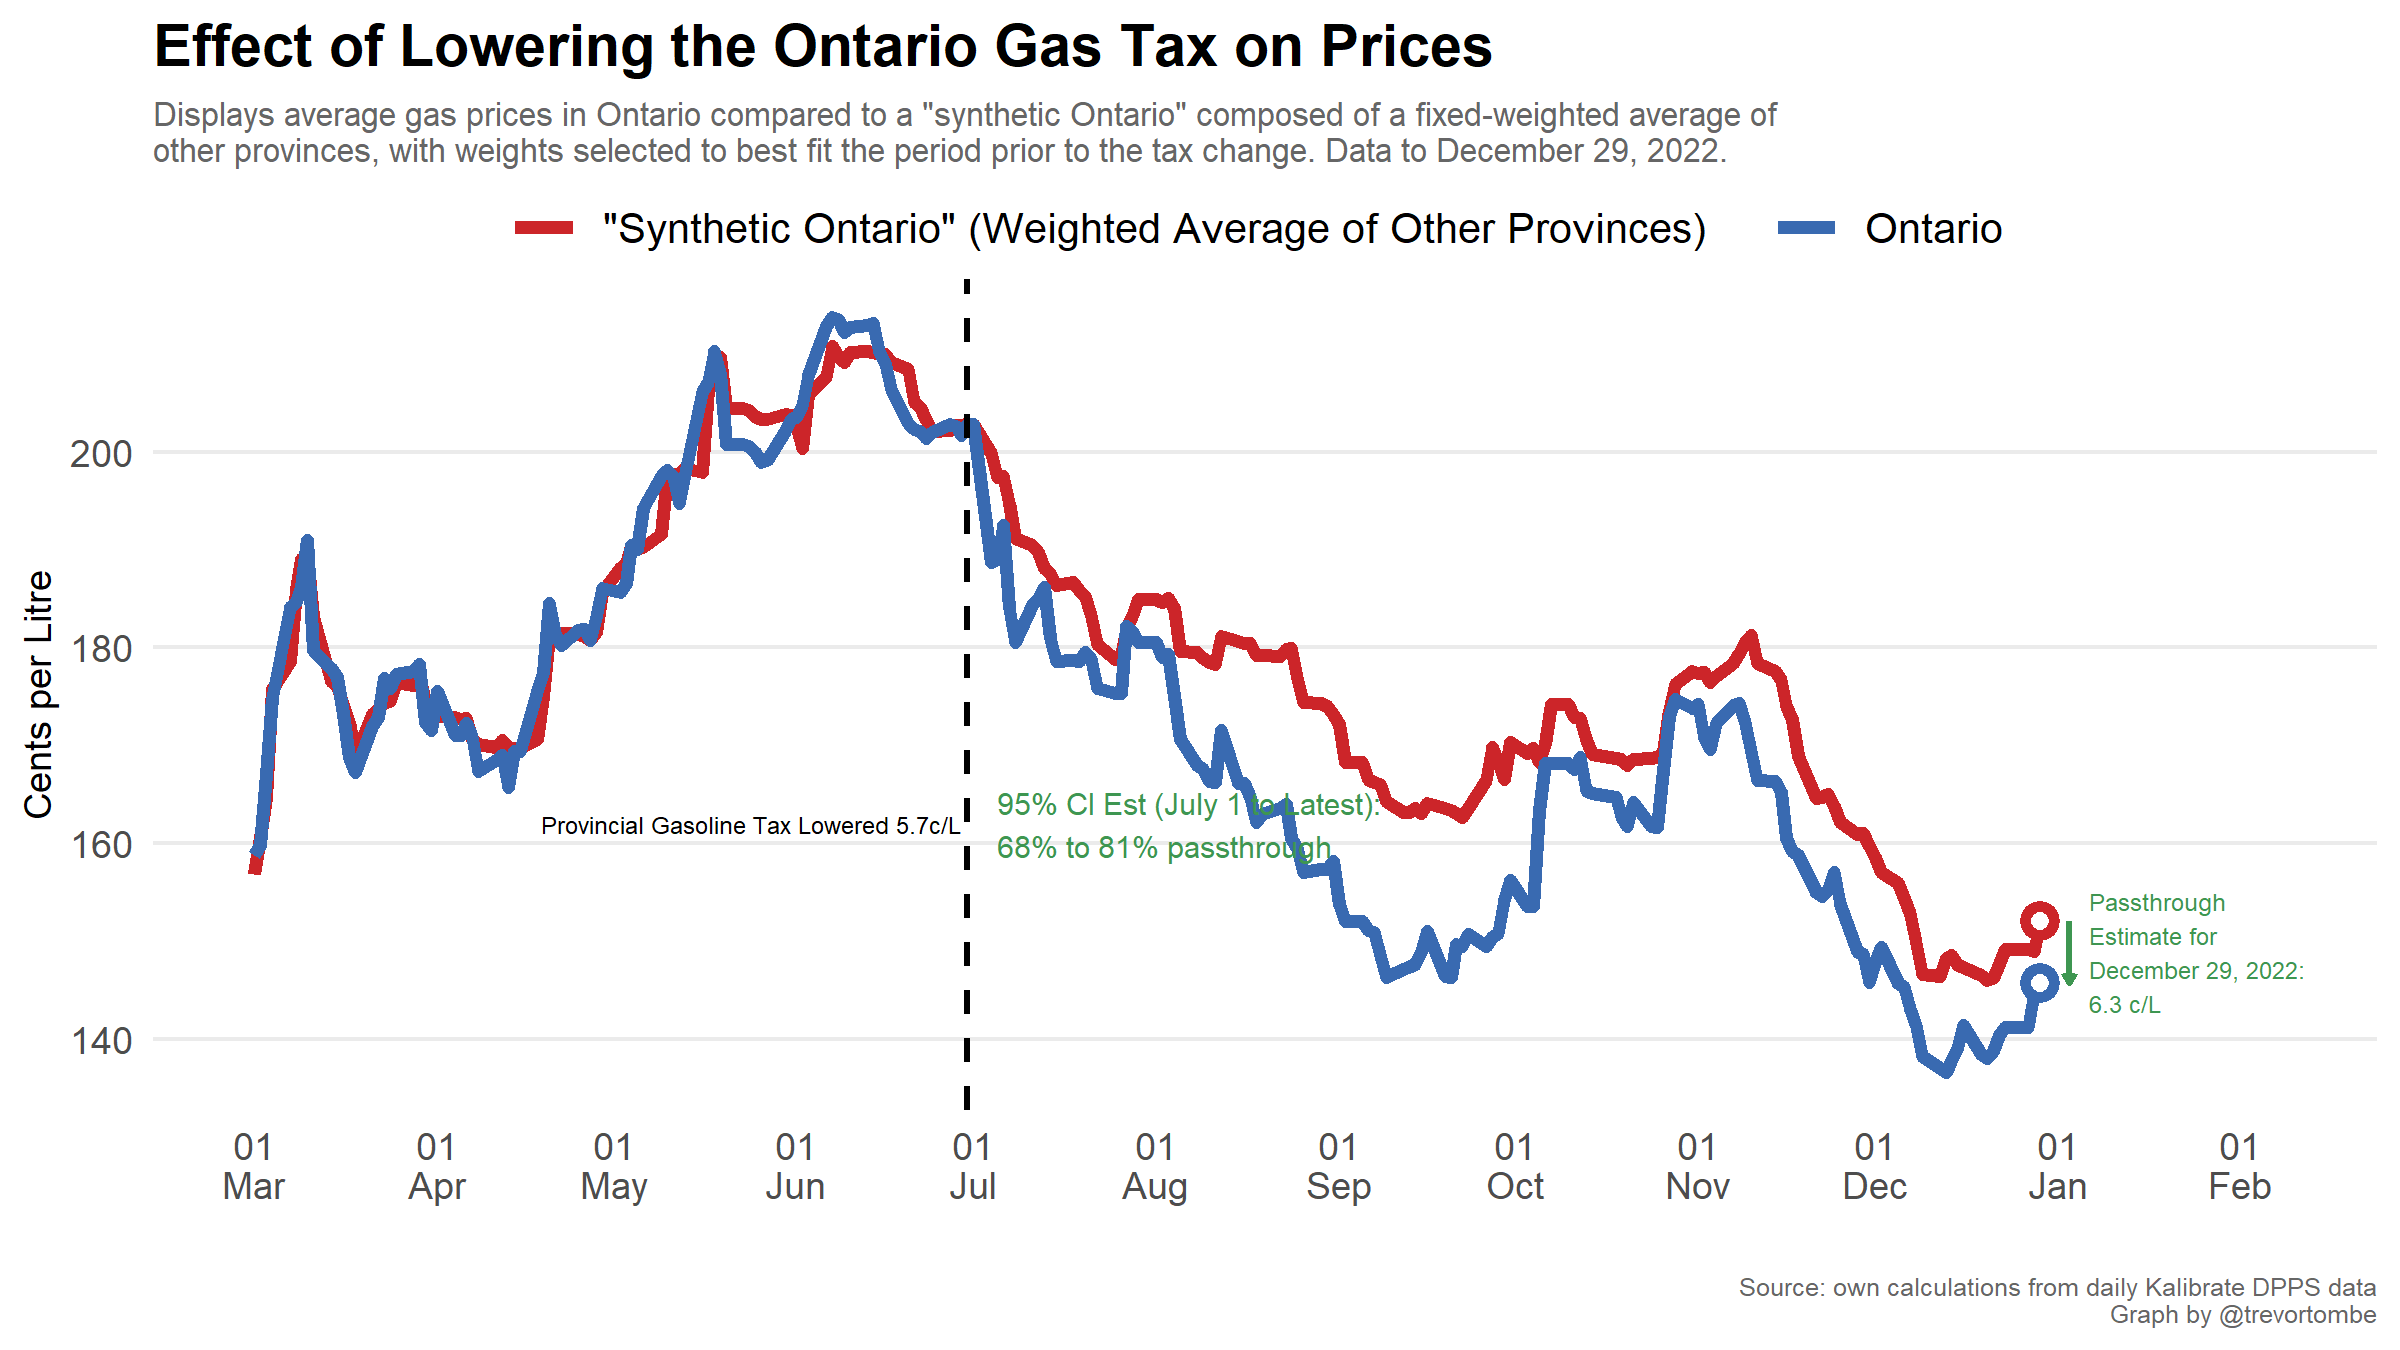 Effect of Lowering the Ontario Gas Tax on Prices
Displays average gas prices in Ontario compared to a "synthetic Ontario" composed of a fixed-weighted average of
other provinces, with weights selected to best fit the period prior to the tax change. Data to December 29, 2022.
"Synthetic Ontario" (Weighted Average of Other Provinces) Ontario
Cents per Litre
200
180
160
140
Provincial Gasoline Tax Lowered 5.7c/L
95% CI Est (July 1 to Latest):
68% to 81% passthrough
Passthrough
Estimate for
December 29, 2022:
6.3 c/L
01 01 01 01 01 01 01 01 01 01 01 01
Mar Apr May Jun Jul Aug Sep Oct Nov Dec Jan Feb
Source: own calculations from daily Kalibrate DPPS data
Graph by @trevortombe